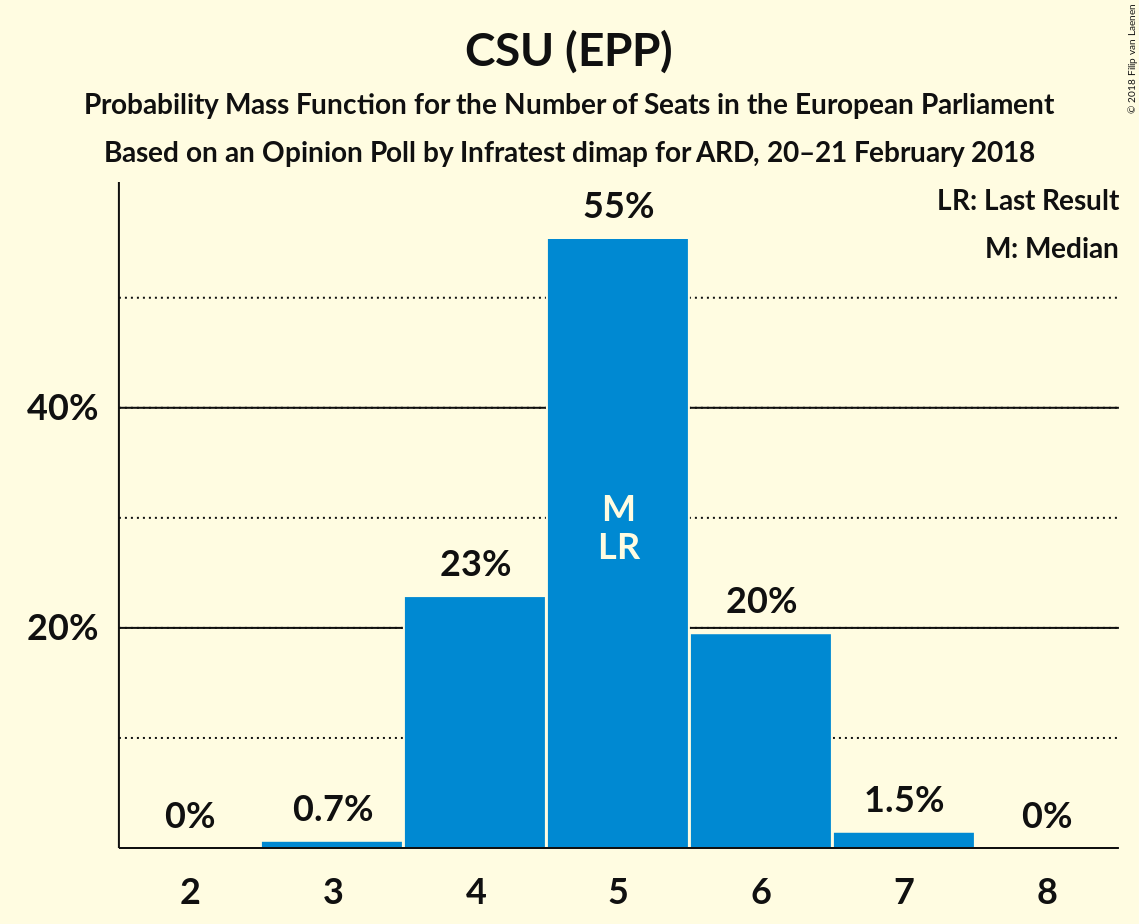 CSU (EPP)
Probability Mass Function for the Number of Seats in the European Parliament
Based on an Opinion Poll by Infratest dimap for ARD, 20–21 February 2018
© 2018 Filip van Laenen
LR: Last Result
M: Median
55%
40%
M
LR
23%
20%
20%
0%
0.7%
1.5%
0%
2 3 4 5 6 7 8